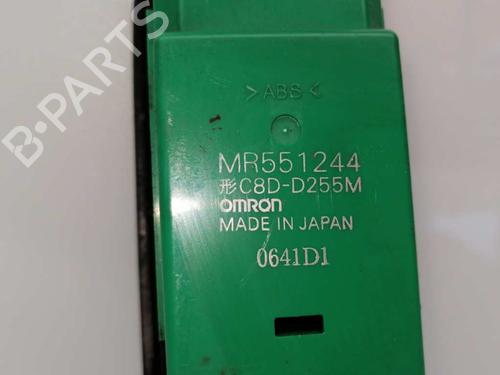 > ABS <
MR551244
形C8D-D255M
omron
MADE IN JAPAN
0641D1
B-PARTS